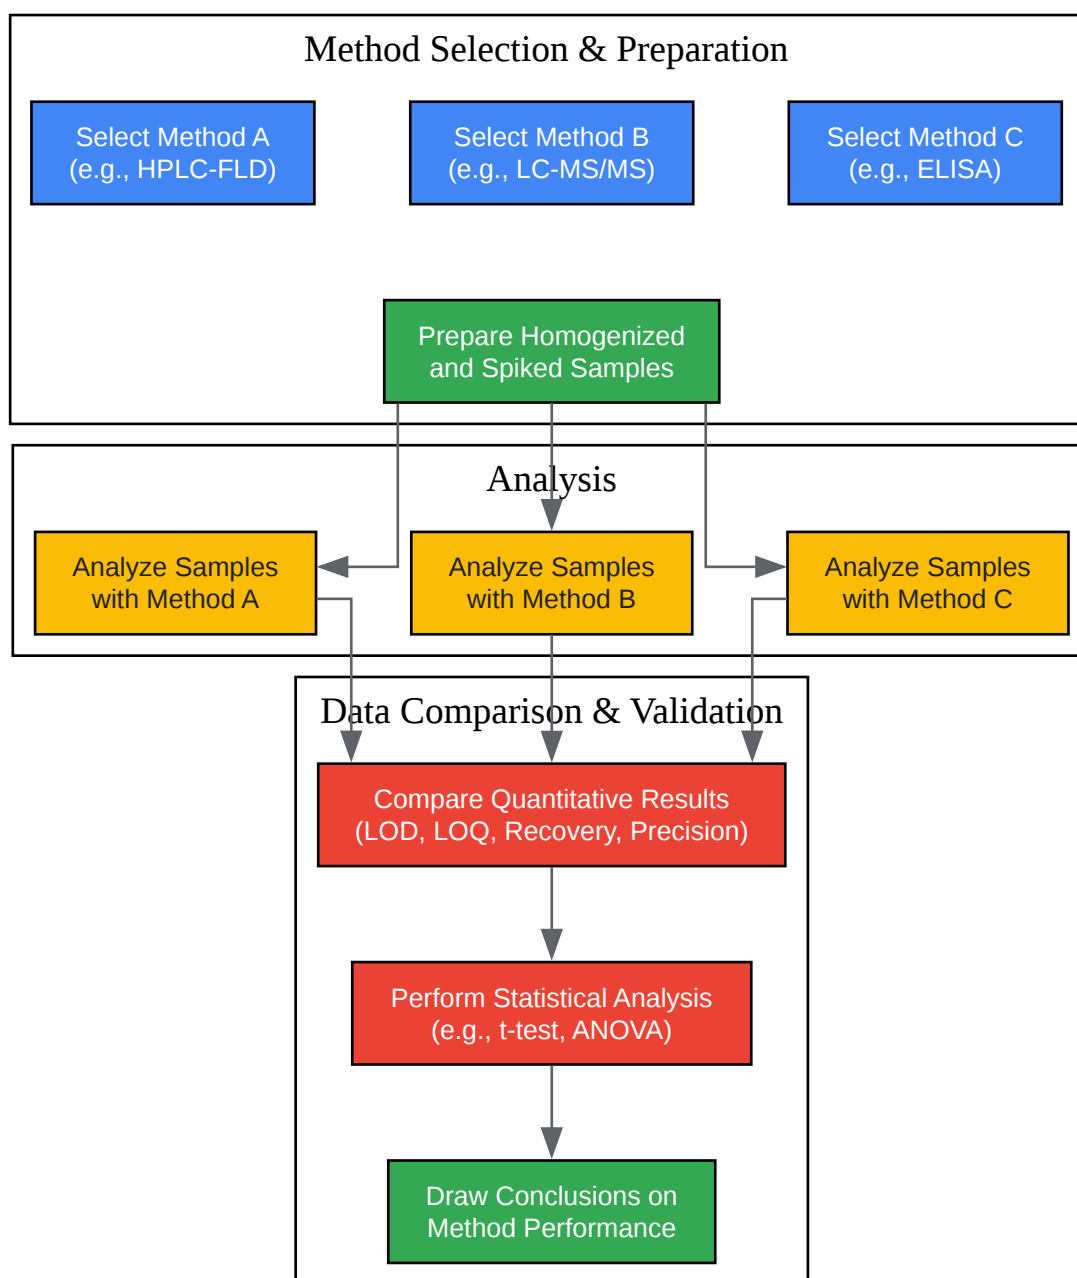 Method Selection & Preparation
Select Method A
(e.g., HPLC-FLD)
Select Method B
(e.g., LC-MS/MS)
Select Method C
(e.g., ELISA)
Prepare Homogenized
and Spiked Samples
Analysis
Analyze Samples
with Method A
Analyze Samples
with Method B
Analyze Samples
with Method C
Data Comparison & Validation
Compare Quantitative Results
(LOD, LOQ, Recovery, Precision)
Perform Statistical Analysis
(e.g., t-test, ANOVA)
Draw Conclusions on
Method Performance